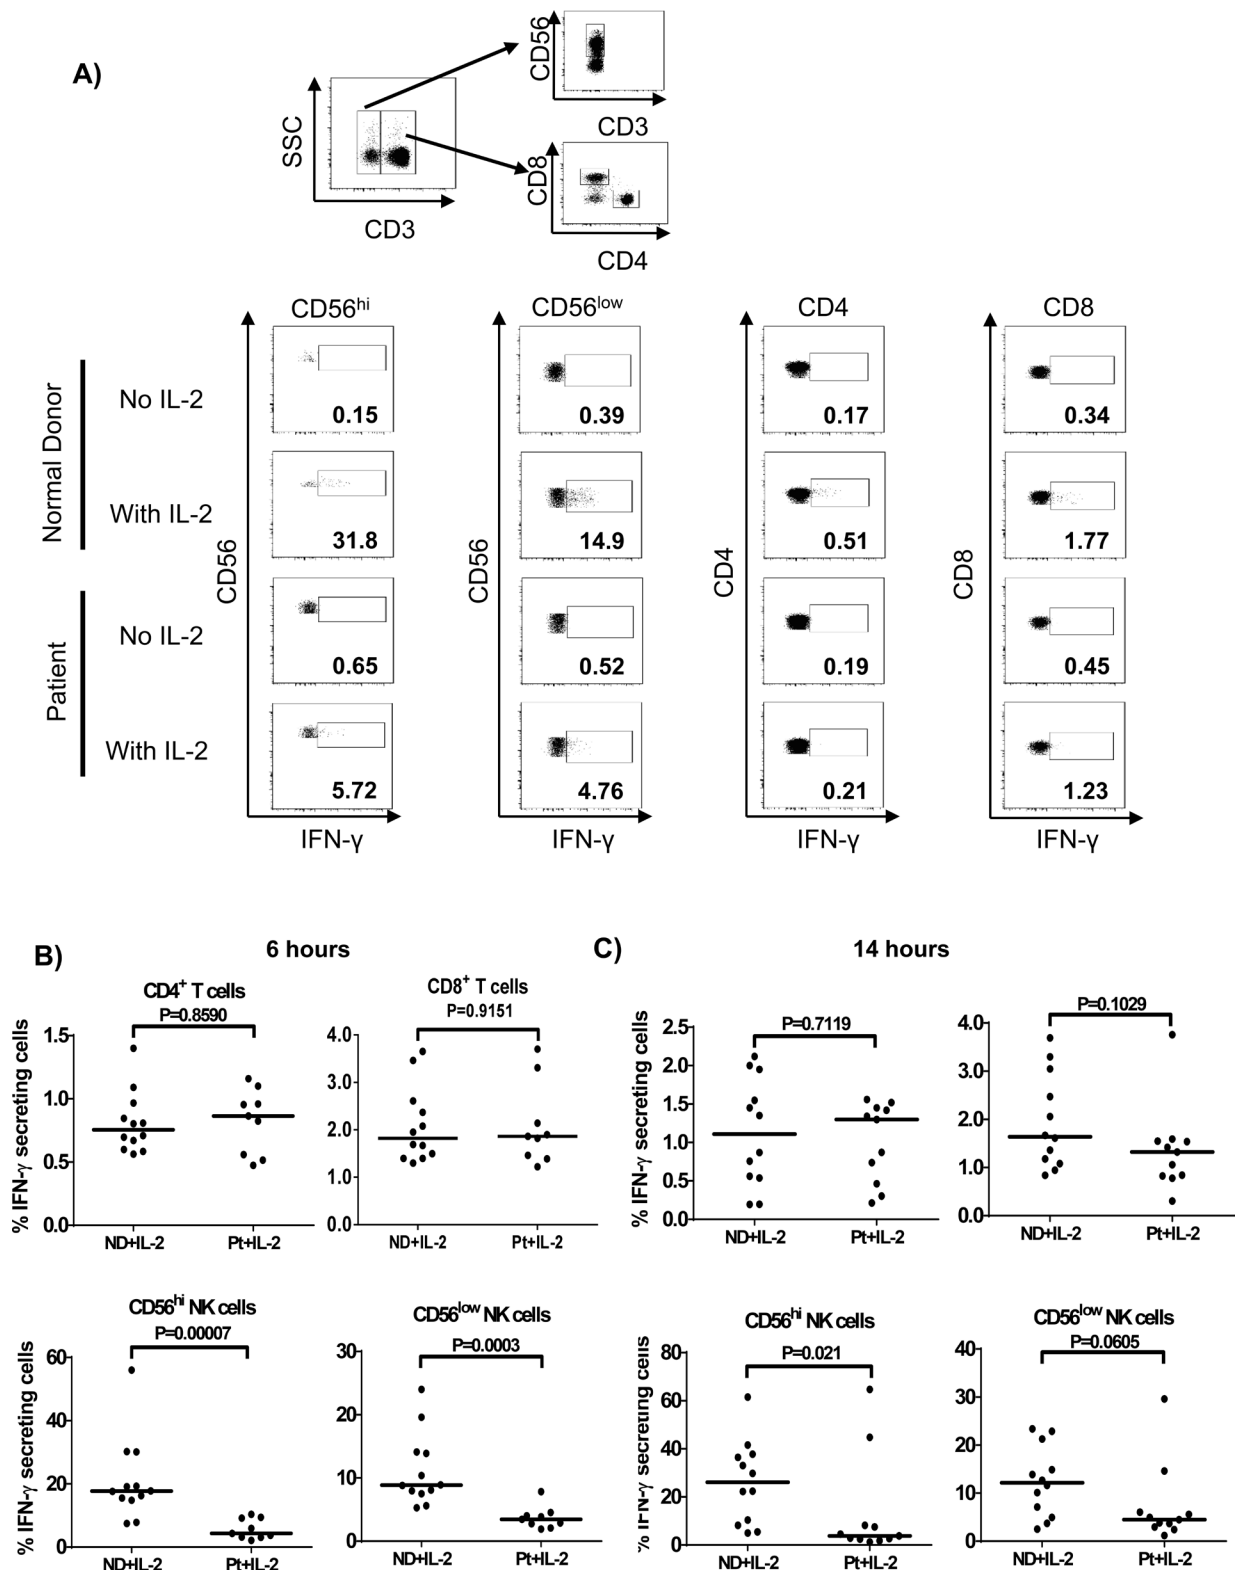 A)
CD56
CD3
SSC
CD3
CD8
CD4
CD56hi
CD56low
CD4
CD8
Normal Donor
No IL-2
0.15
0.39
0.17
0.34
With IL-2
31.8
14.9
0.51
1.77
Patient
No IL-2
0.65
0.52
0.19
0.45
With IL-2
5.72
4.76
0.21
1.23
CD56
CD56
CD4
CD8
IFN-γ
IFN-γ
IFN-γ
IFN-γ
B)
6 hours
CD4+ T cells
P=0.8590
% IFN-γ secreting cells
1.5
1.0
0.5
0.0
ND+IL-2
Pt+IL-2
CD8+ T cells
P=0.9151
4.0
3.0
2.0
1.0
0.0
ND+IL-2
Pt+IL-2
CD56hi NK cells
P=0.00007
% IFN-γ secreting cells
60
40
20
0
ND+IL-2
Pt+IL-2
CD56low NK cells
P=0.0003
30
20
10
0
ND+IL-2
Pt+IL-2
C)
14 hours
P=0.7119
% IFN-γ secreting cells
2.5
2.0
1.5
1.0
0.5
0.0
ND+IL-2
Pt+IL-2
P=0.1029
4.0
3.0
2.0
1.0
0.0
ND+IL-2
Pt+IL-2
CD56hi NK cells
P=0.021
% IFN-γ secreting cells
80
60
40
20
0
ND+IL-2
Pt+IL-2
CD56low NK cells
P=0.0605
40
30
20
10
0
ND+IL-2
Pt+IL-2